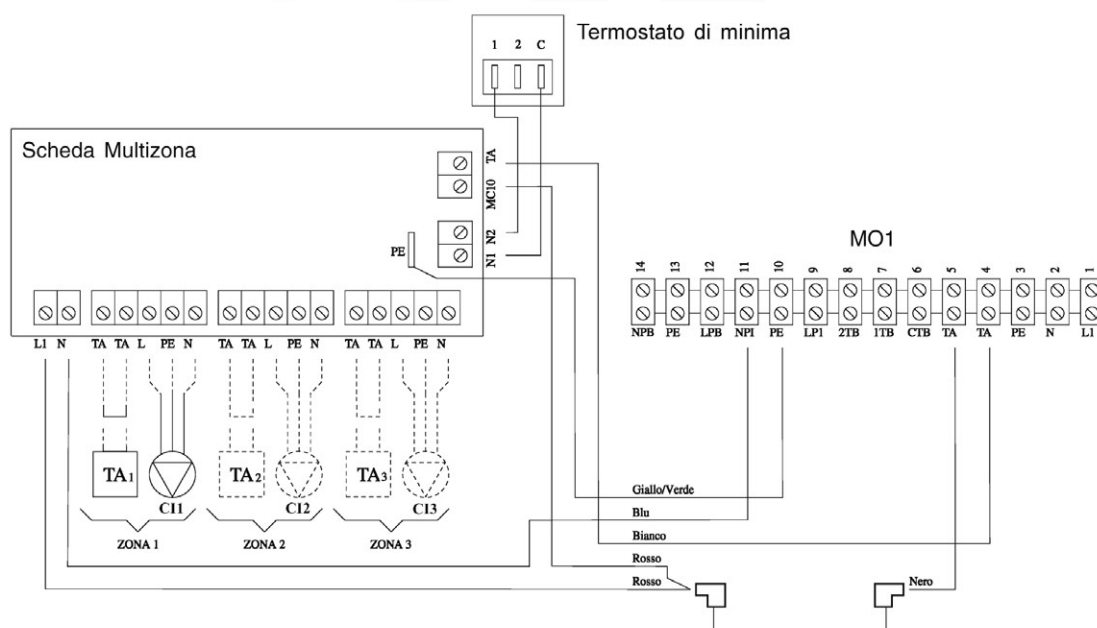 Termostato di minima
1 2 C
Scheda Multizona
TA
MC10
N2
N1
PE
MO1
14 13 12 11 10 9 8 7 6 5 4 3 2 1
NPB PE LPB NPI PE LP1 2TB 1TB CTB TA TA PE N L1
L1 N TA TA L PE N TA TA L PE N TA TA L PE N
TA1 TA2 TA3
CI1 CI2 CI3
ZONA 1 ZONA 2 ZONA 3
Giallo/Verde
Blu
Bianco
Rosso
Rosso
Nero